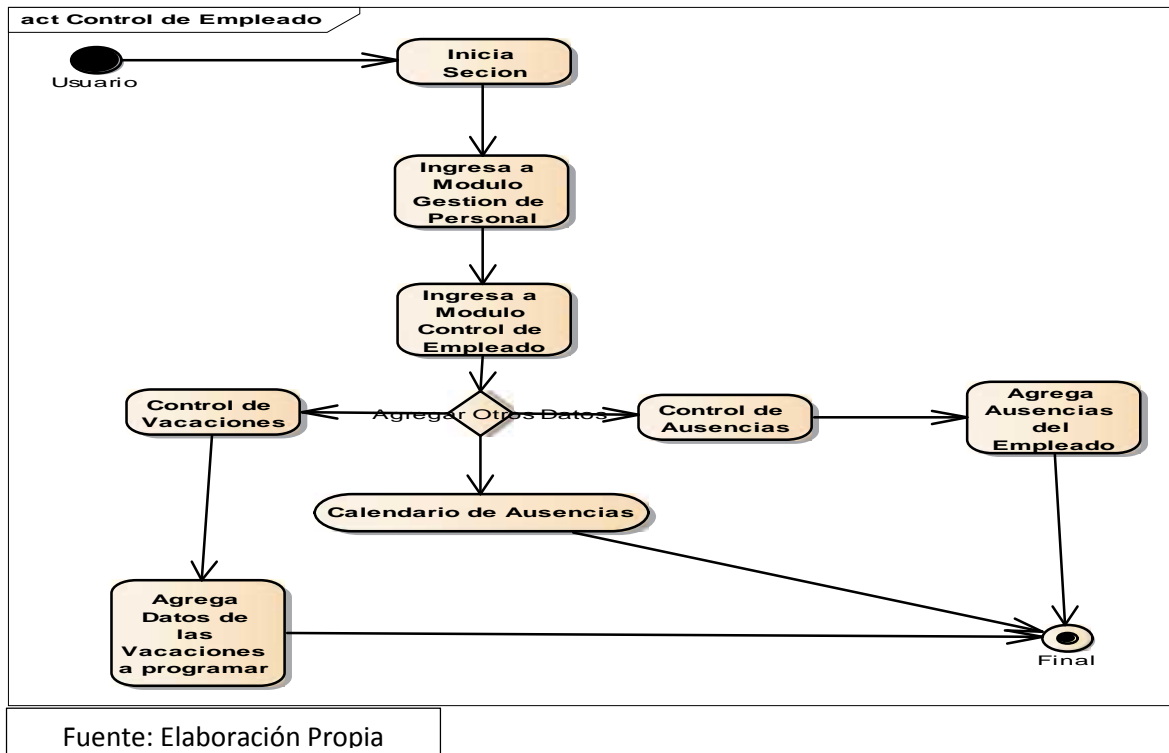 act Control de Empleado
Usuario
Inicia
Secion
Ingresa a
Modulo
Gestion de
Personal
Ingresa a
Modulo
Control de
Empleado
Agregar Otros Datos
Control de
Vacaciones
Control de
Ausencias
Agrega
Ausencias
del
Empleado
Calendario de Ausencias
Agrega
Datos de
las
Vacaciones
a programar
Final
Fuente: Elaboración Propia